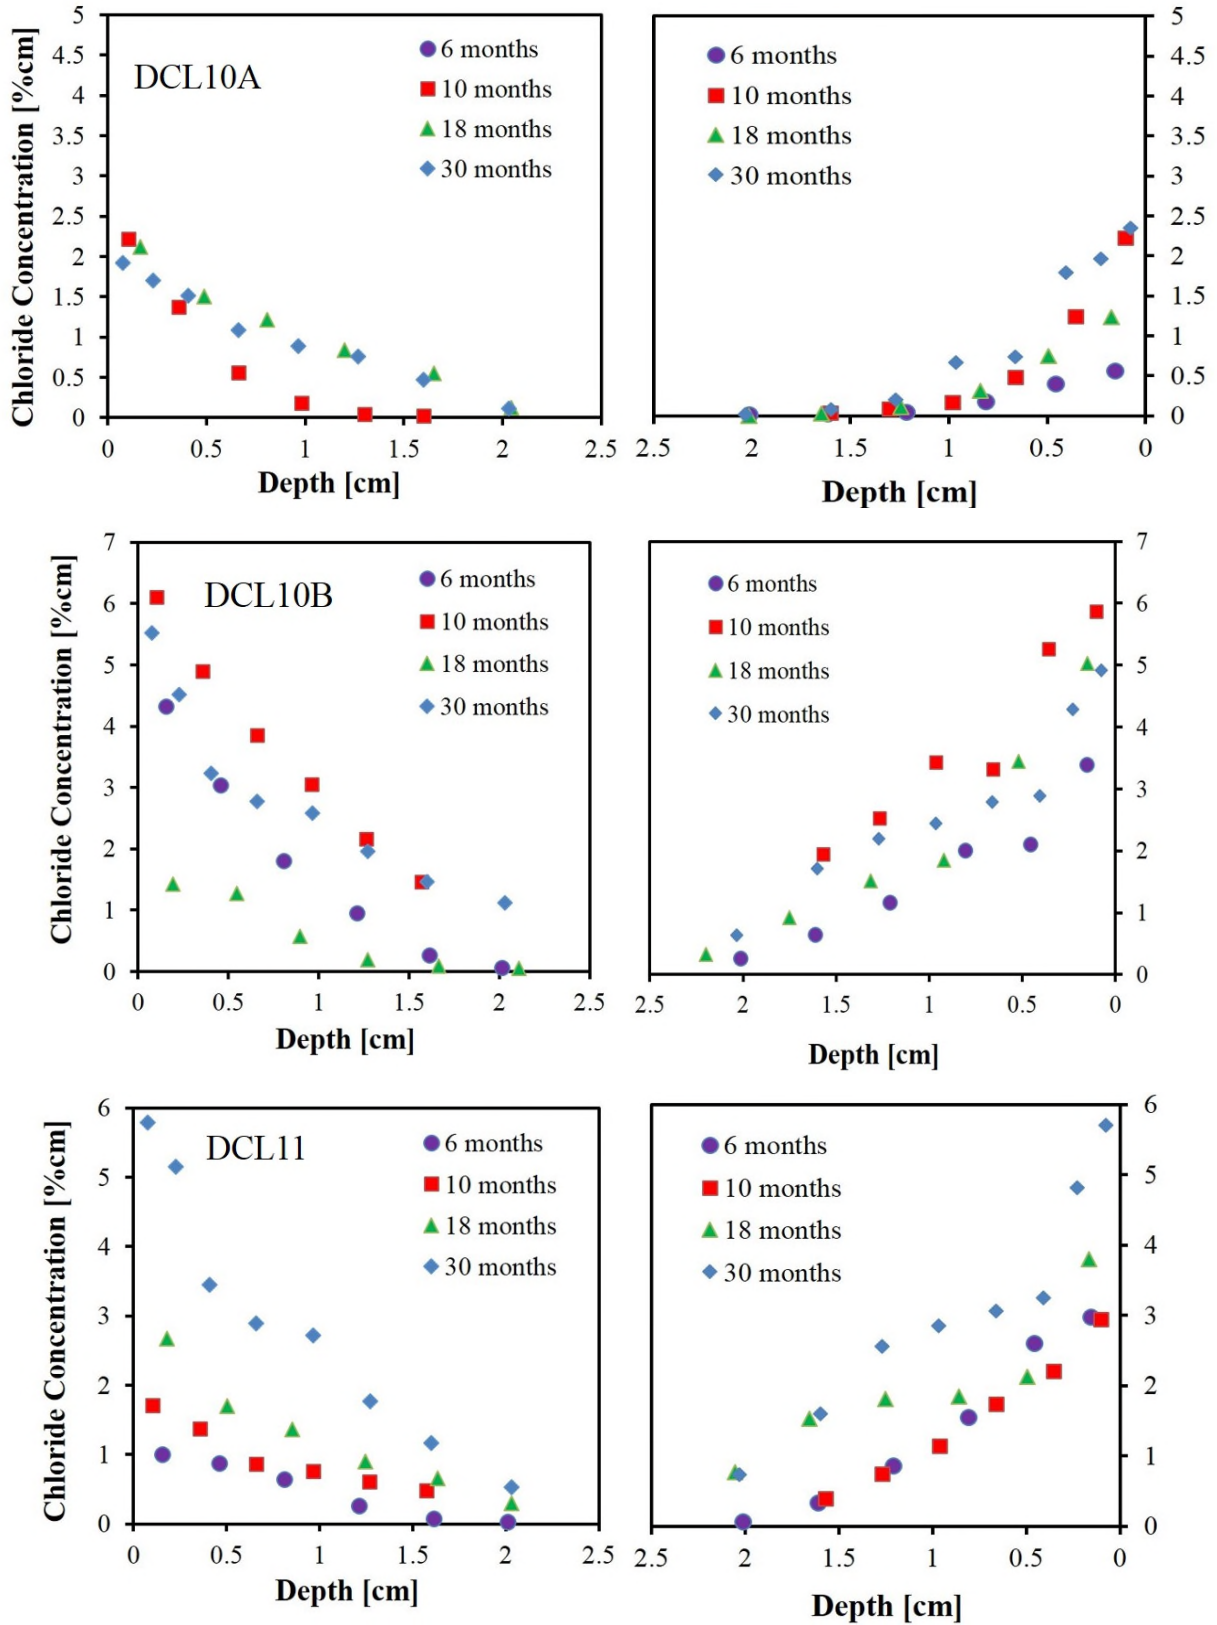 Chloride Concentration [%cm]
5
4.5
4
3.5
3
2.5
2
1.5
1
0.5
0
DCL10A
6 months
10 months
18 months
30 months
0 0.5 1 1.5 2 2.5
Depth [cm]
6 months
10 months
18 months
30 months
5
4.5
4
3.5
3
2.5
2
1.5
1
0.5
0
2.5 2 1.5 1 0.5 0
Depth [cm]
Chloride Concentration [%cm]
7
6
5
4
3
2
1
0
DCL10B
6 months
10 months
18 months
30 months
0 0.5 1 1.5 2 2.5
Depth [cm]
6 months
10 months
18 months
30 months
7
6
5
4
3
2
1
0
2.5 2 1.5 1 0.5 0
Depth [cm]
Chloride Concentration [%cm]
6
5
4
3
2
1
0
DCL11
6 months
10 months
18 months
30 months
0 0.5 1 1.5 2 2.5
Depth [cm]
6 months
10 months
18 months
30 months
6
5
4
3
2
1
0
2.5 2 1.5 1 0.5 0
Depth [cm]